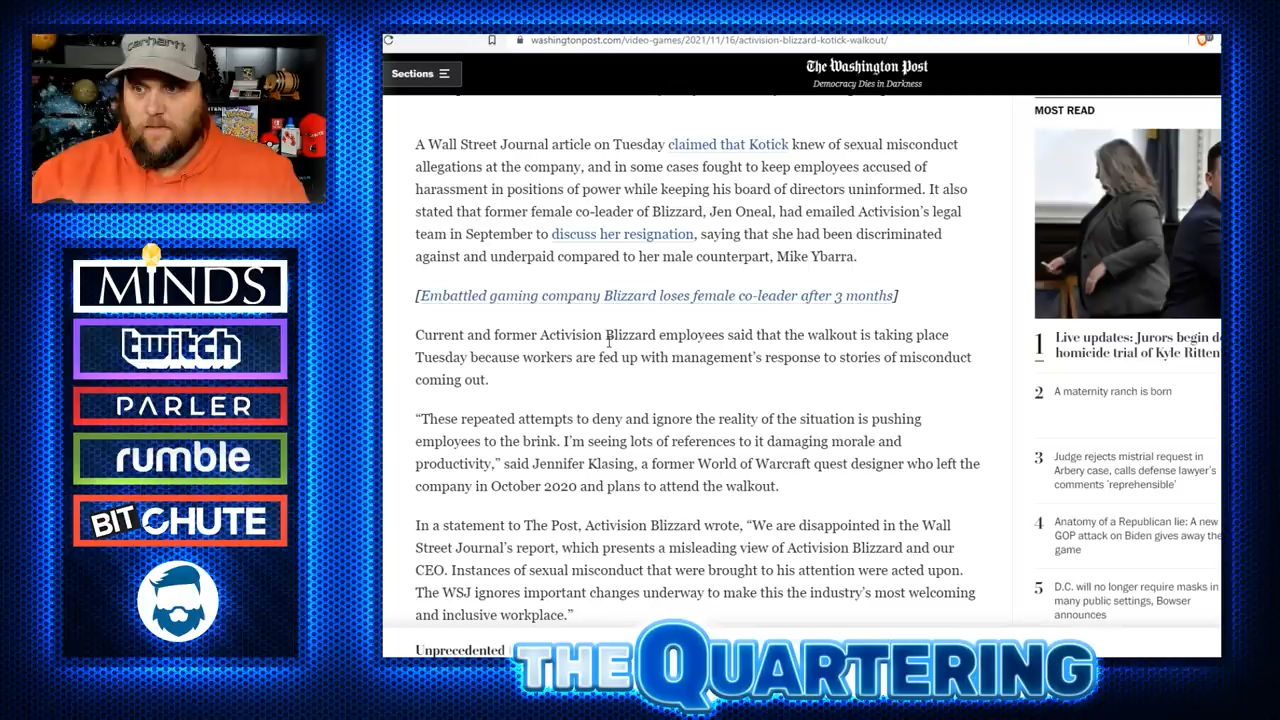 carhartt
MINDS
twitch
PARLER
rumble
BITCHUTE
washingtonpost.com/video-games/2021/11/16/activision-blizzard-kotick-walkout/
Sections
The Washington Post
Democracy Dies in Darkness
A Wall Street Journal article on Tuesday claimed that Kotick knew of sexual misconduct
allegations at the company, and in some cases fought to keep employees accused of
harassment in positions of power while keeping his board of directors uninformed. It also
stated that former female co-leader of Blizzard, Jen Oneal, had emailed Activision’s legal
team in September to discuss her resignation, saying that she had been discriminated
against and underpaid compared to her male counterpart, Mike Ybarra.
[Embattled gaming company Blizzard loses female co-leader after 3 months]
Current and former Activision Blizzard employees said that the walkout is taking place
Tuesday because workers are fed up with management’s response to stories of misconduct
coming out.
“These repeated attempts to deny and ignore the reality of the situation is pushing
employees to the brink. I’m seeing lots of references to it damaging morale and
productivity,” said Jennifer Klasing, a former World of Warcraft quest designer who left the
company in October 2020 and plans to attend the walkout.
In a statement to The Post, Activision Blizzard wrote, “We are disappointed in the Wall
Street Journal’s report, which presents a misleading view of Activision Blizzard and our
CEO. Instances of sexual misconduct that were brought to his attention were acted upon.
The WSJ ignores important changes underway to make this the industry’s most welcoming
and inclusive workplace.”
Unprecedented
MOST READ
1 Live updates: Jurors begin d
homicide trial of Kyle Ritten
2 A maternity ranch is born
3 Judge rejects mistrial request in
Arbery case, calls defense lawyer’s
comments ‘reprehensible’
4 Anatomy of a Republican lie: A new
GOP attack on Biden gives away the
game
5 D.C. will no longer require masks in
many public settings, Bowser
announces
THE QUARTERING